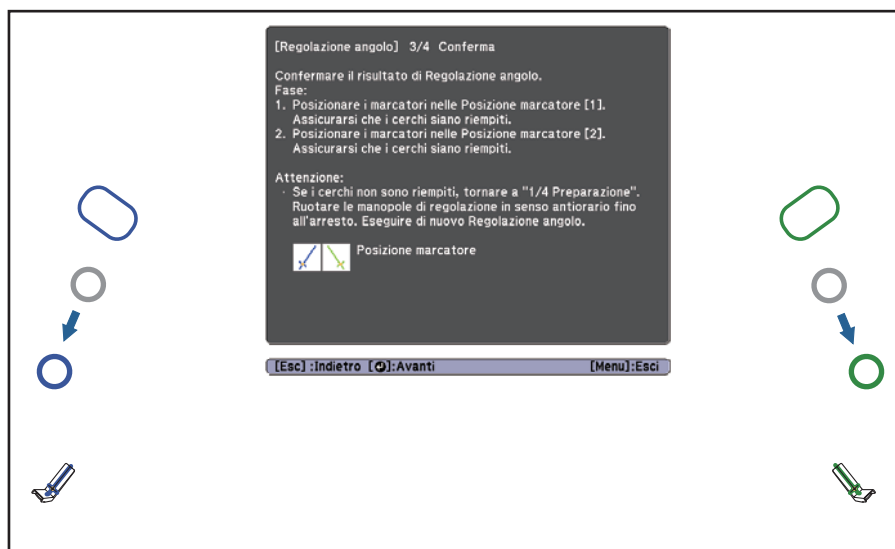 [Regolazione angolo] 3/4 Conferma
Confermare il risultato di Regolazione angolo.
Fase:
1. Posizionare i marcatori nelle Posizione marcatore [1].
Assicurarsi che i cerchi siano riempiti.
2. Posizionare i marcatori nelle Posizione marcatore [2].
Assicurarsi che i cerchi siano riempiti.
Attenzione:
· Se i cerchi non sono riempiti, tornare a "1/4 Preparazione".
Ruotare le manopole di regolazione in senso antiorario fino
all'arresto. Eseguire di nuovo Regolazione angolo.
Posizione marcatore
[Esc] :Indietro [⏎]:Avanti [Menu]:Esci